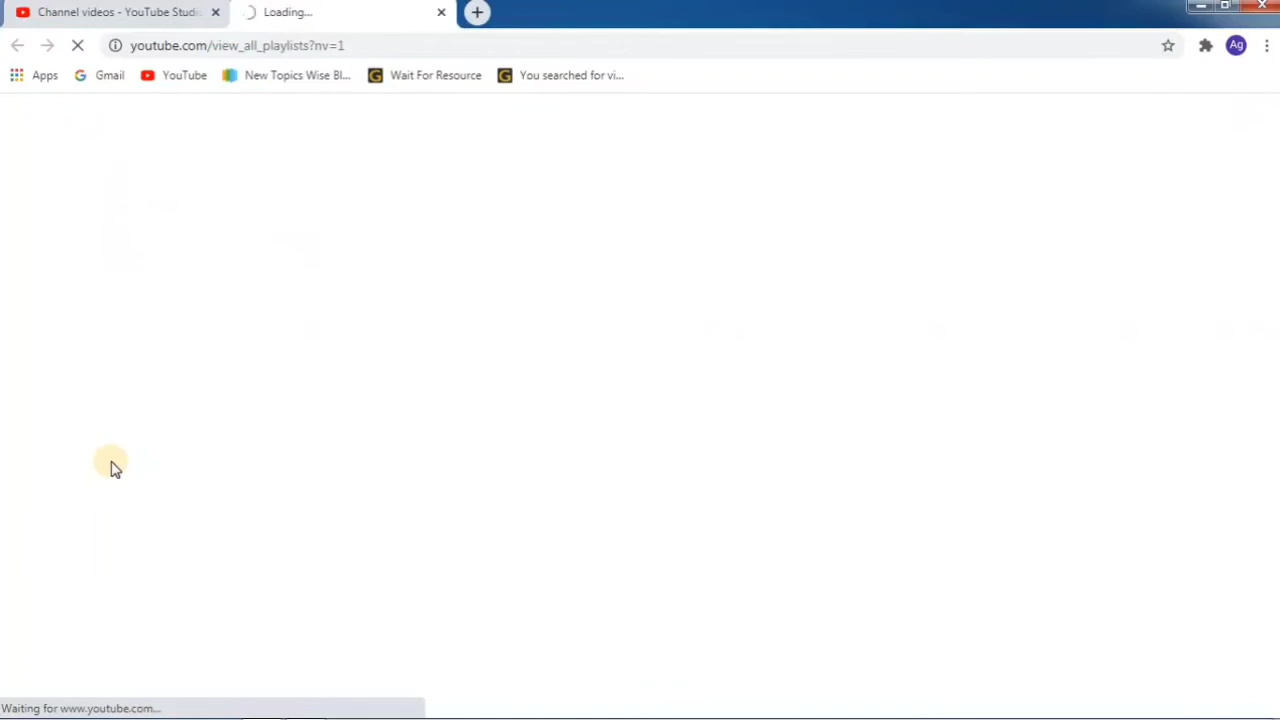 Channel videos - YouTube Studio
Loading...
youtube.com/view_all_playlists?nv=1
Ag
Apps
Gmail
YouTube
New Topics Wise Bl...
Wait For Resource
You searched for vi...
Waiting for www.youtube.com...